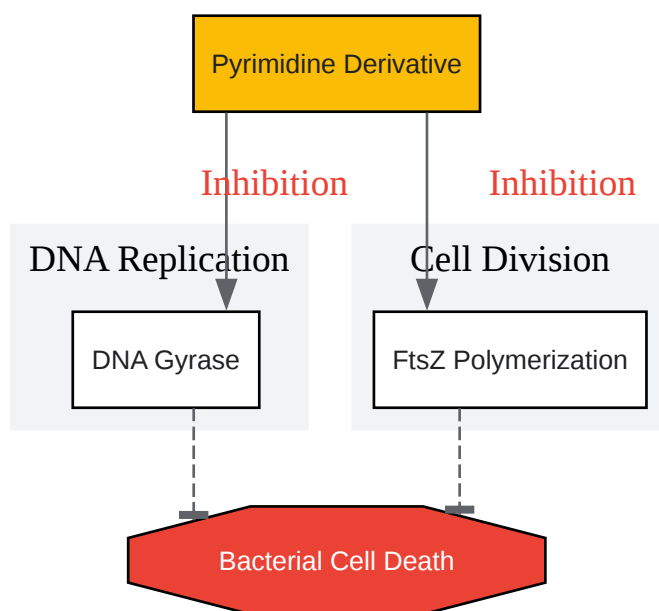 Pyrimidine Derivative
Inhibition
Inhibition
DNA Replication
Cell Division
DNA Gyrase
FtsZ Polymerization
Bacterial Cell Death